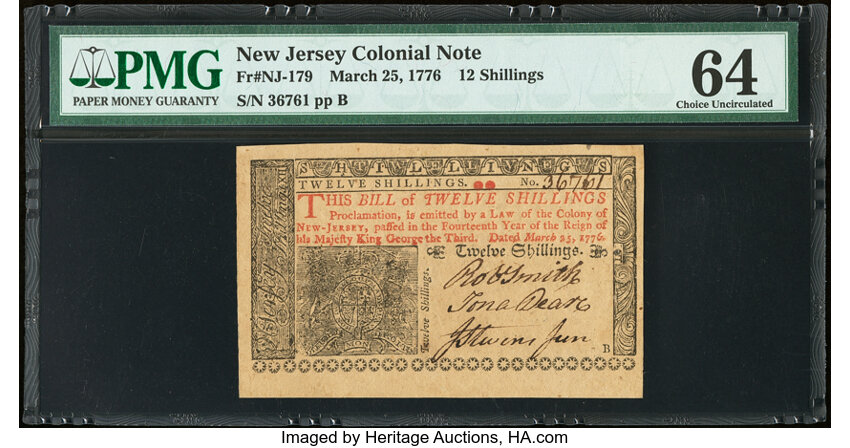 PMG
PAPER MONEY GUARANTY
New Jersey Colonial Note
Fr#NJ-179 March 25, 1776 12 Shillings
S/N 36761 pp B
64
Choice Uncirculated
TWELVE SHILLINGS. No. 36761
THIS BILL of TWELVE SHILLINGS
Proclamation, is emitted by a LAW of the Colony of
NEW-JERSEY, passed in the Fourteenth Year of the Reign of
his Majesty King George the Third. Dated March 25, 1776.
Twelve Shillings.
Twelve Shillings.
Rob Smith
Jona Deare
J Stevens Jun
B
Imaged by Heritage Auctions, HA.com